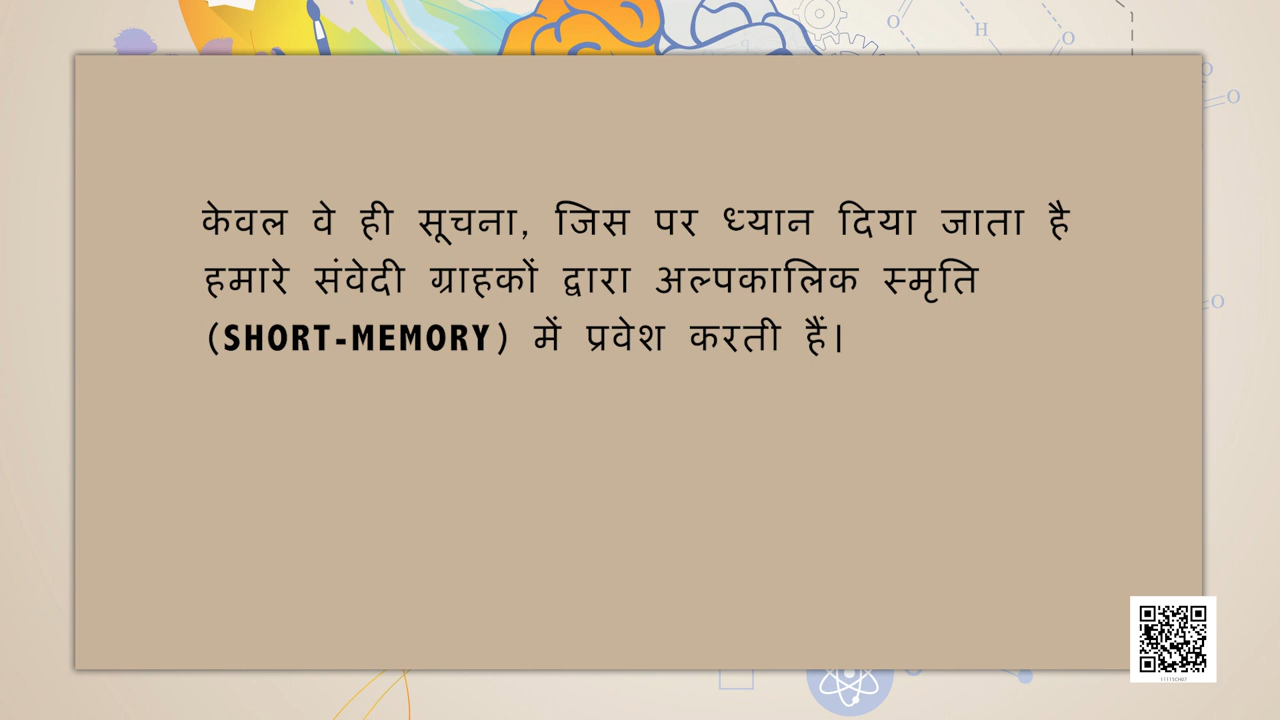 केवल वे ही सूचना, जिस पर ध्यान दिया जाता है
हमारे संवेदी ग्राहकों द्वारा अल्पकालिक स्मृति
(SHORT-MEMORY) में प्रवेश करती हैं।
O
H
O
O
O
O